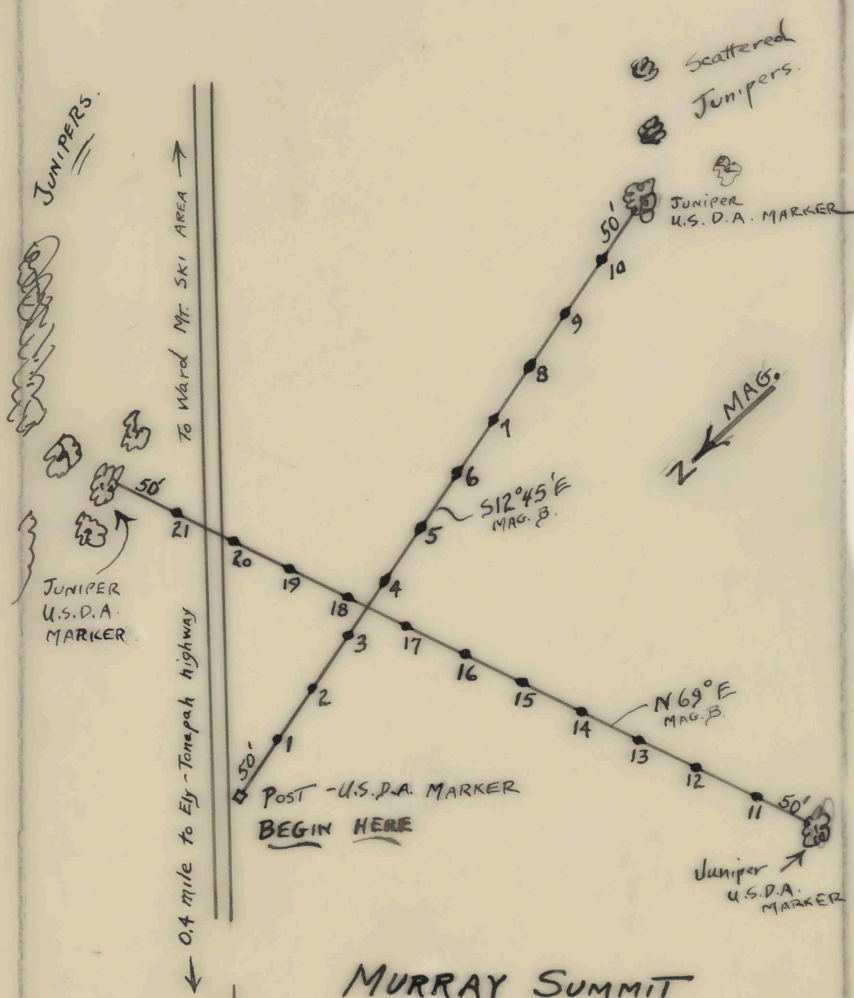 Scattered
Junipers.
JUNIPERS.
To Ward Mt. SKI AREA
JUNIPER
U.S.D.A. MARKER
50'
10
9
8
7
6
5
4
3
2
1
50'
MAG.
N
S12°45'E
MAG. B.
50'
21
20
19
18
17
16
15
14
13
12
11
50'
JUNIPER
U.S.D.A.
MARKER
N69°E
MAG. B.
POST - U.S.D.A. MARKER
BEGIN HERE
0.4 mile to Ely-Tonapah highway
Juniper
U.S.D.A.
MARKER
MURRAY SUMMIT